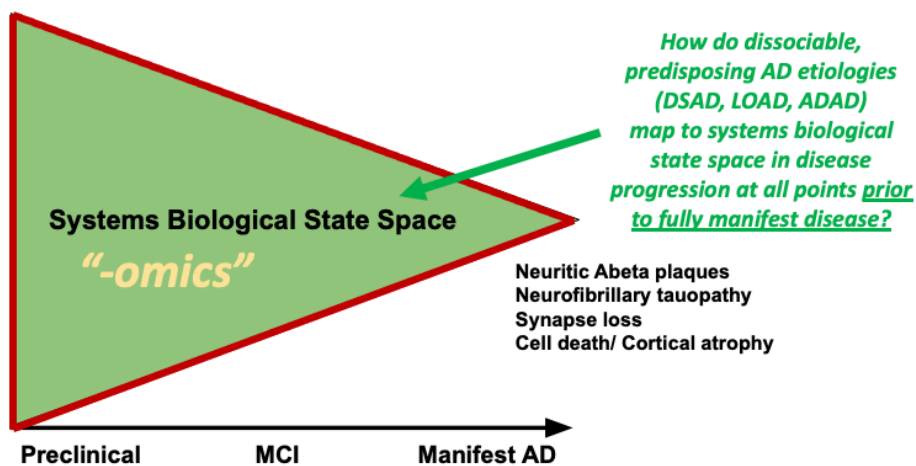 How do dissociable,
predisposing AD etiologies
(DSAD, LOAD, ADAD)
map to systems biological
state space in disease
progression at all points prior
to fully manifest disease?
Systems Biological State Space
“-omics”
Neuritic Abeta plaques
Neurofibrillary tauopathy
Synapse loss
Cell death/ Cortical atrophy
Preclinical MCI Manifest AD